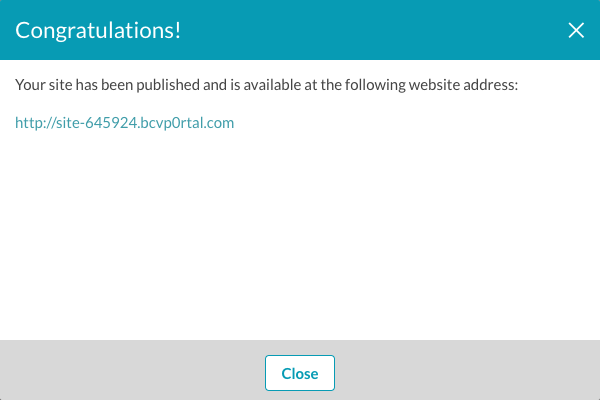 Congratulations!
Your site has been published and is available at the following website address:
http://site-645924.bcvp0rtal.com
Close